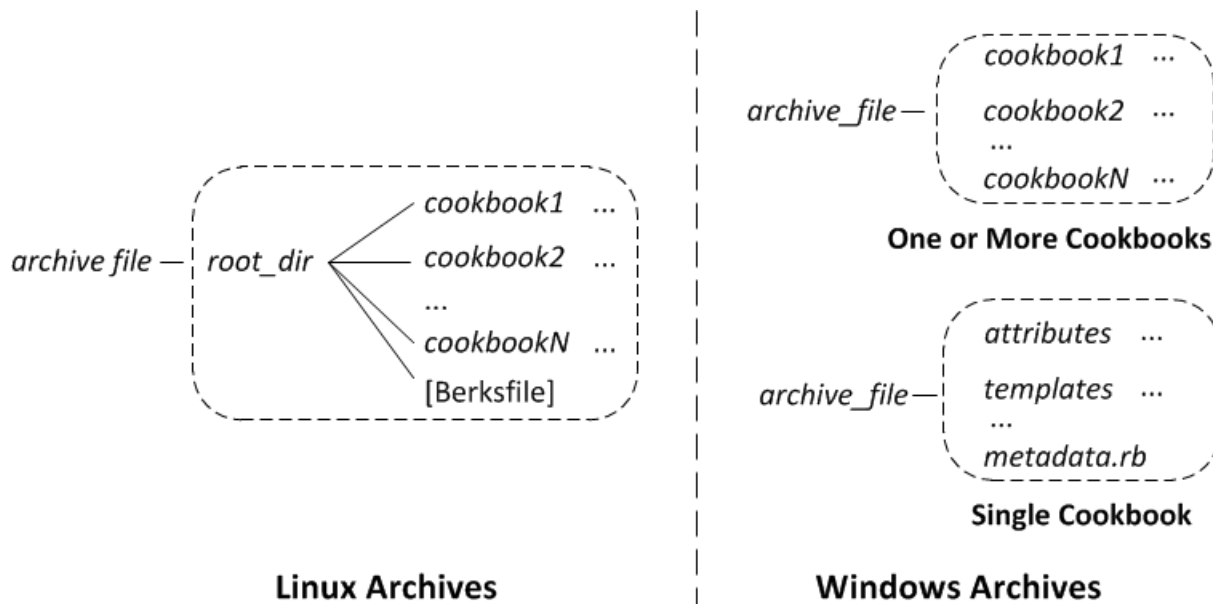 archive file
root_dir
cookbook1 ...
cookbook2 ...
...
cookbookN ...
[Berksfile]
Linux Archives
archive_file
cookbook1 ...
cookbook2 ...
...
cookbookN ...
One or More Cookbooks
archive_file
attributes ...
templates ...
...
metadata.rb
Single Cookbook
Windows Archives